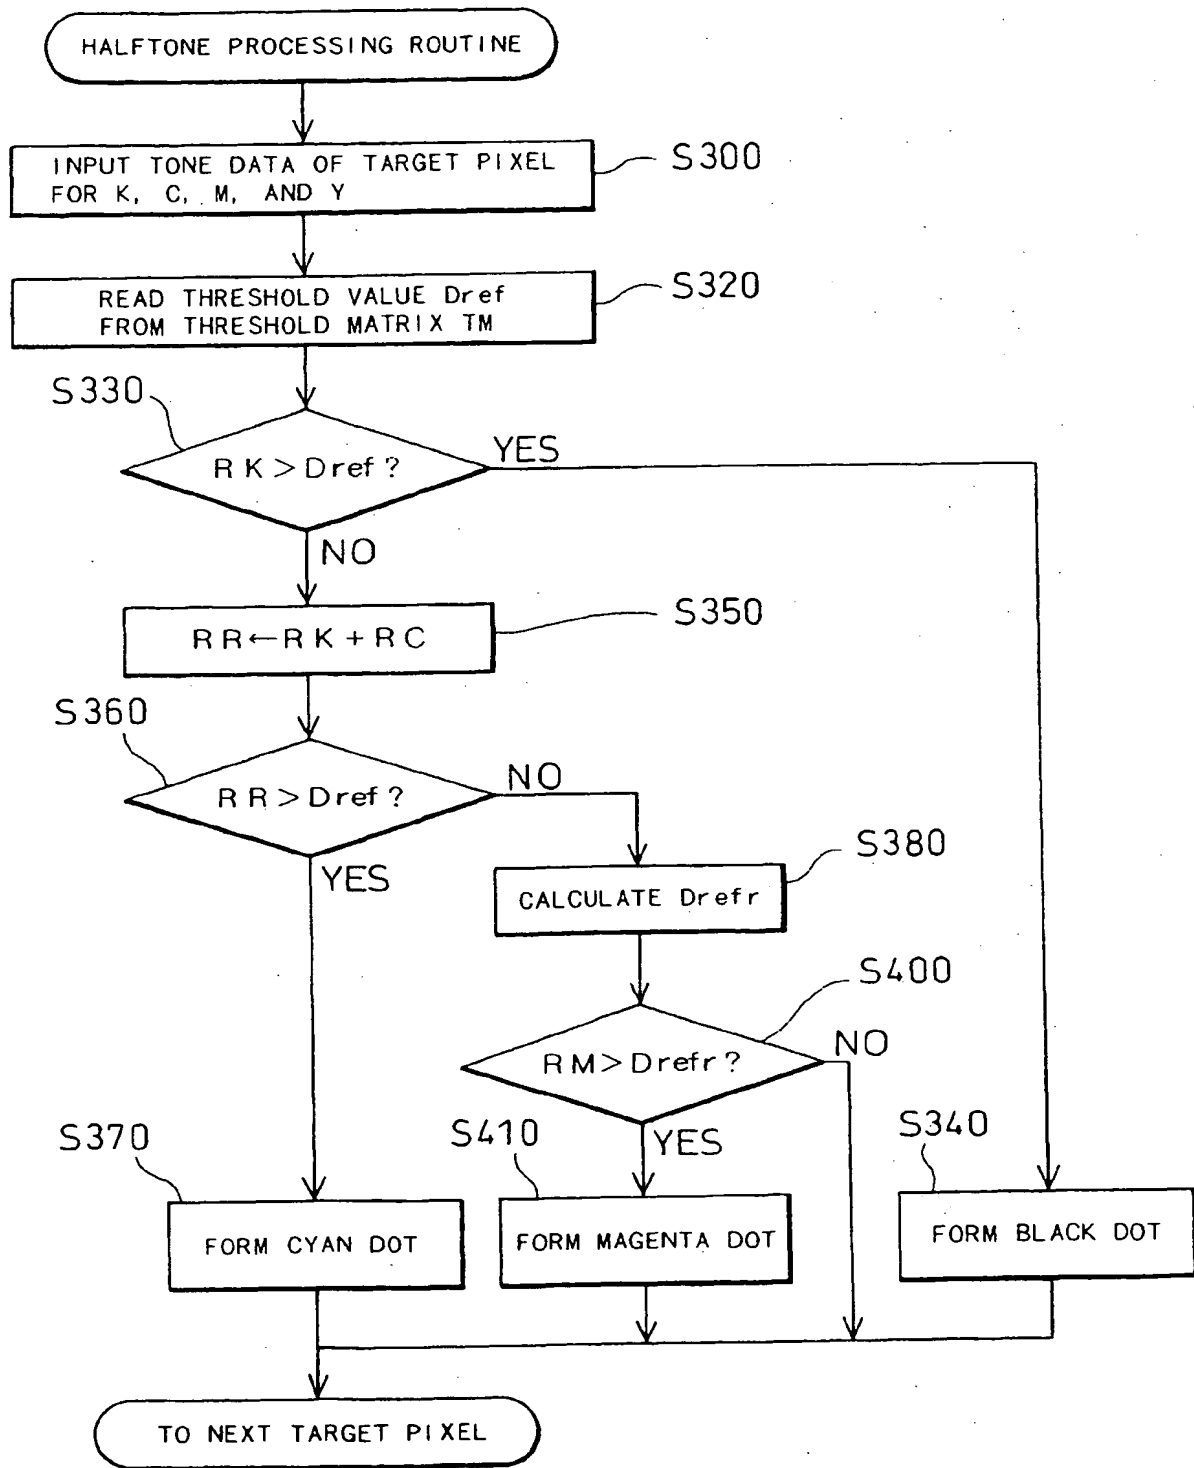 HALFTONE PROCESSING ROUTINE
INPUT TONE DATA OF TARGET PIXEL
FOR K, C, M, AND Y
S300
READ THRESHOLD VALUE Dref
FROM THRESHOLD MATRIX TM
S320
S330
RK>Dref?
YES
NO
RR←RK+RC
S350
S360
RR>Dref?
NO
YES
CALCULATE Drefr
S380
S400
RM>Drefr?
NO
YES
S370
S410
S340
FORM CYAN DOT
FORM MAGENTA DOT
FORM BLACK DOT
TO NEXT TARGET PIXEL